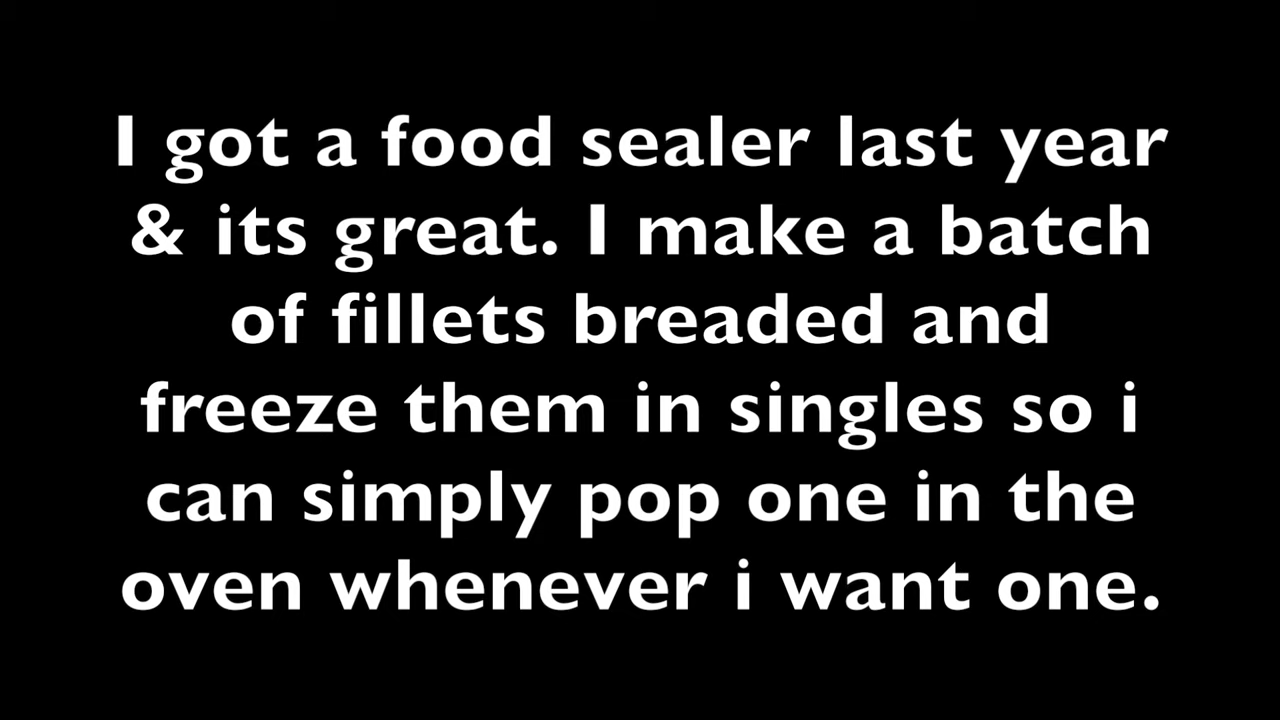 I got a food sealer last year
& its great. I make a batch
of fillets breaded and
freeze them in singles so i
can simply pop one in the
oven whenever i want one.